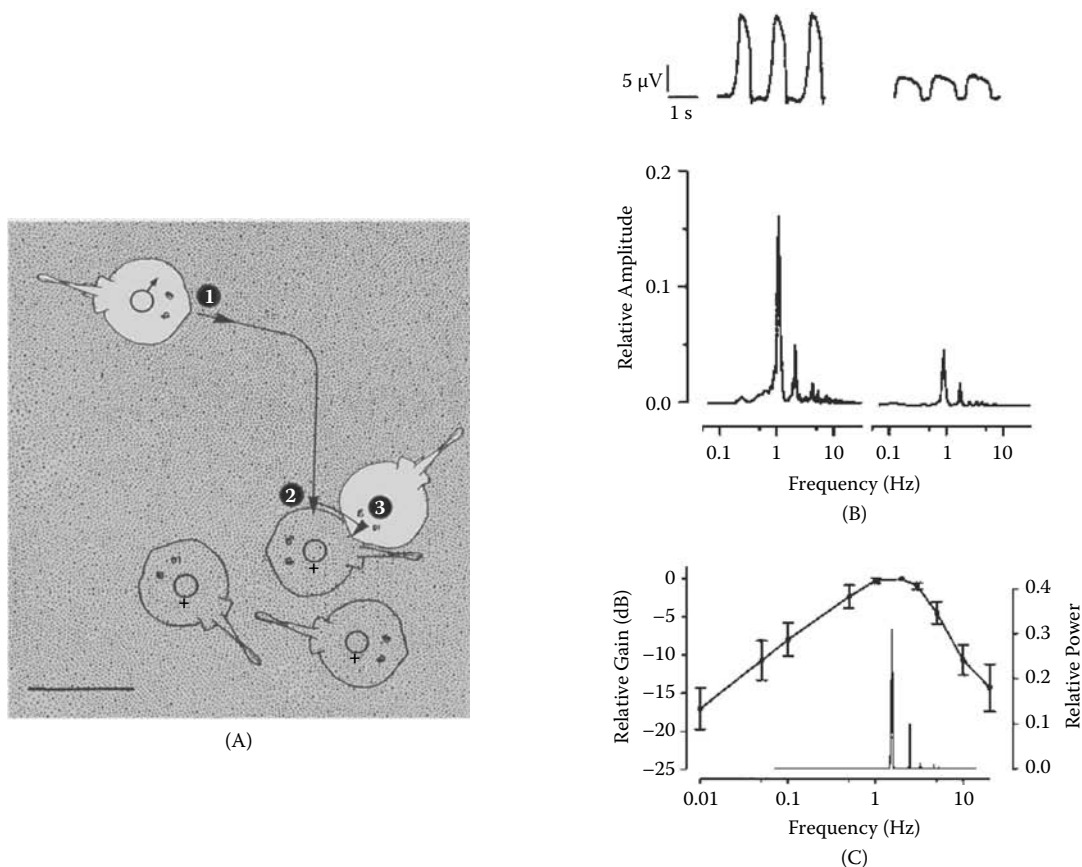 1
2
3
(A)
5 μV
1 s
Relative Amplitude
0.2
0.1
0.0
0.1 1 10 0.1 1 10
Frequency (Hz)
(B)
Relative Gain (dB)
0
−5
−10
−15
−20
−25
0.4
0.3
0.2
0.1
0.0
Relative Power
0.01 0.1 1 10
Frequency (Hz)
(C)